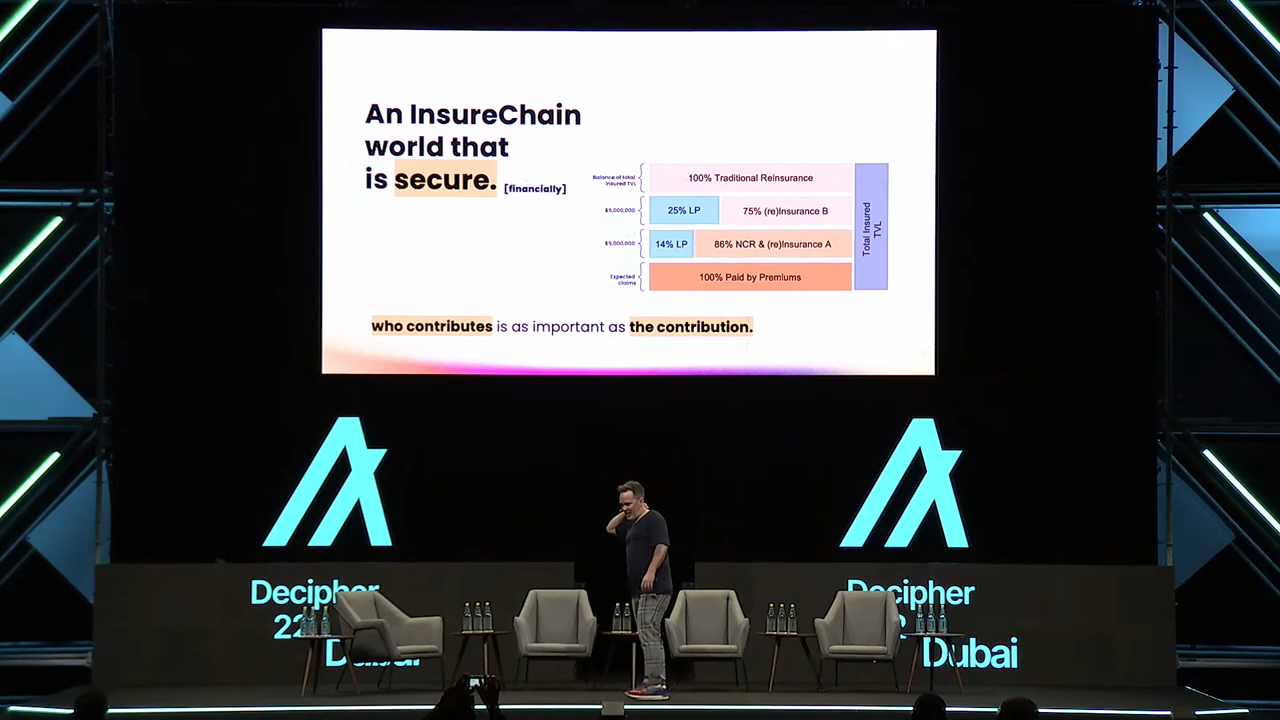 An InsureChain
world that
is secure. [financially]
Balance of total
insured TVL
100% Traditional Reinsurance
$5,000,000
25% LP
75% (re)Insurance B
$5,000,000
14% LP
86% NCR & (re)Insurance A
Expected
claims
100% Paid by Premiums
Total Insured
TVL
who contributes is as important as the contribution.
Decipher
22
Dubai
Decipher
Dubai